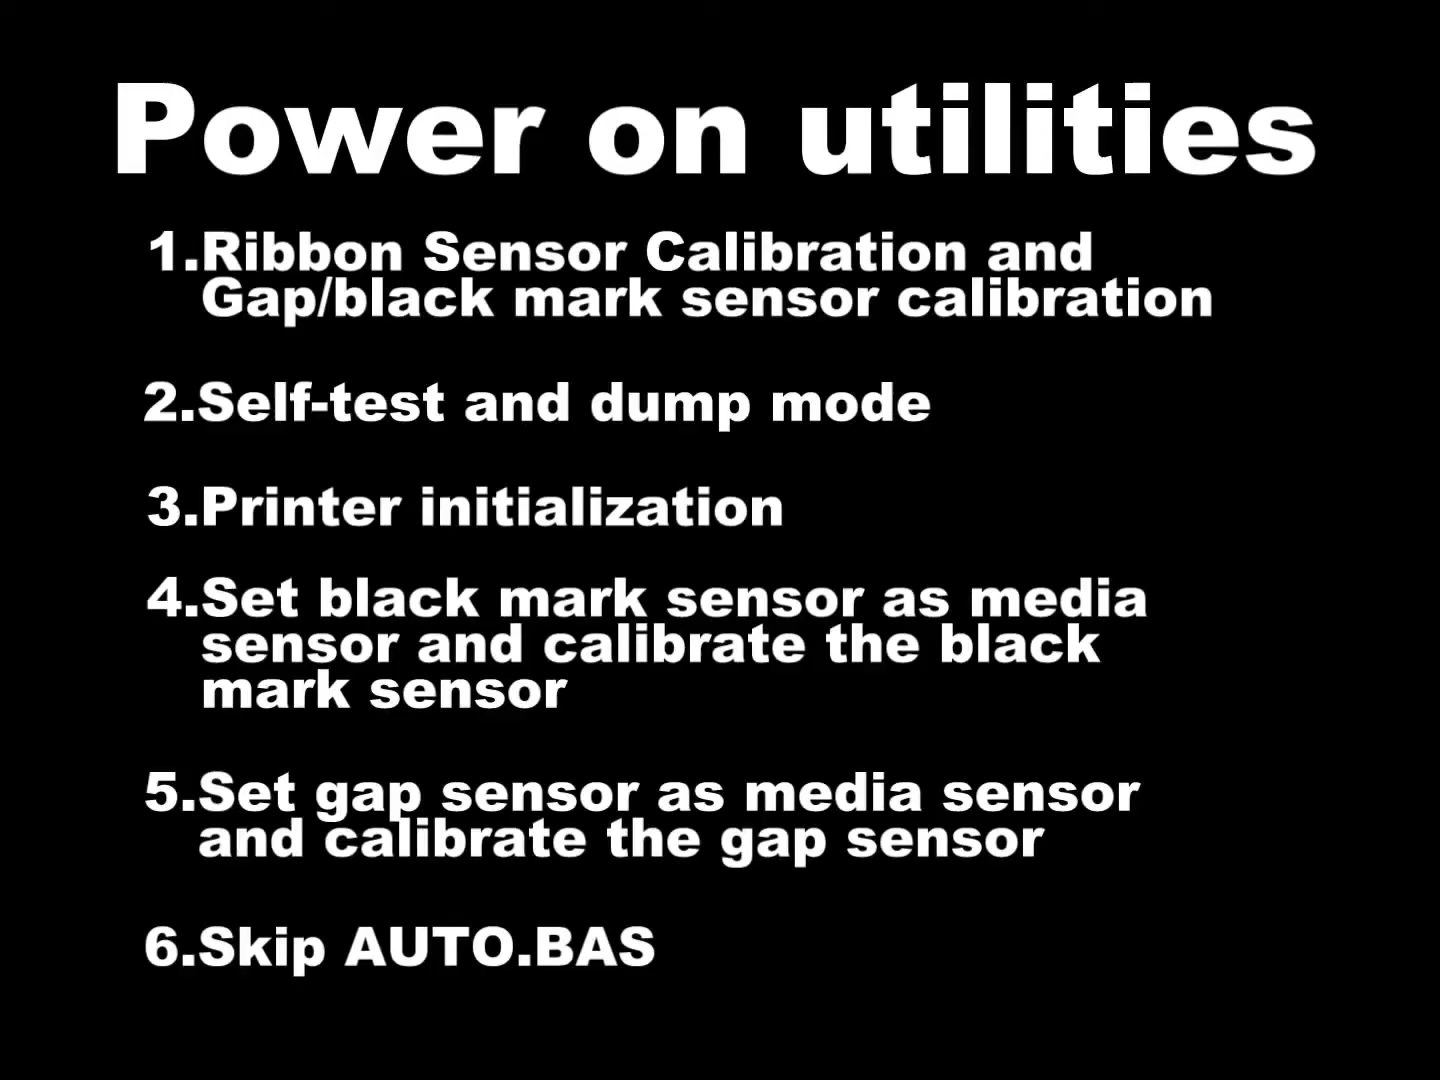 Power on utilities
1.Ribbon Sensor Calibration and
Gap/black mark sensor calibration
2.Self-test and dump mode
3.Printer initialization
4.Set black mark sensor as media
sensor and calibrate the black
mark sensor
5.Set gap sensor as media sensor
and calibrate the gap sensor
6.Skip AUTO.BAS